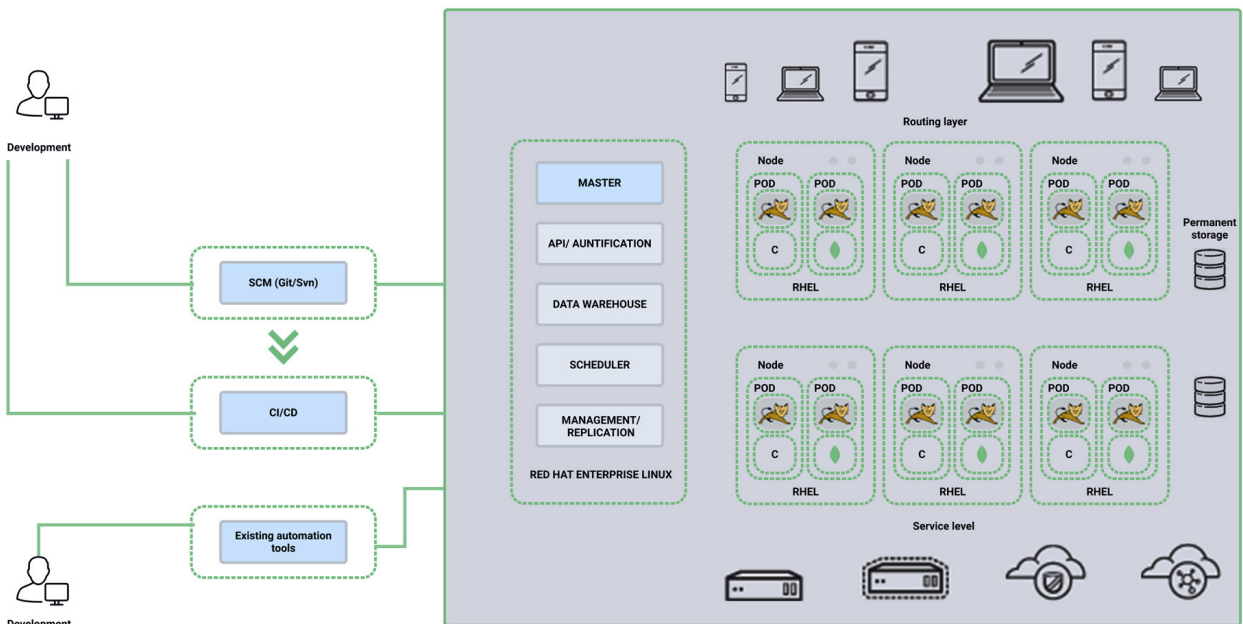 Development
SCM (Git/Svn)
CI/CD
Existing automation
tools
Development
MASTER
API/ AUNTIFICATION
DATA WAREHOUSE
SCHEDULER
MANAGEMENT/
REPLICATION
RED HAT ENTERPRISE LINUX
Routing layer
Node
POD POD
C
RHEL
Node
POD POD
C
RHEL
Node
POD POD
C
RHEL
Permanent
storage
Node
POD POD
C
RHEL
Node
POD POD
C
RHEL
Node
POD POD
C
RHEL
Service level